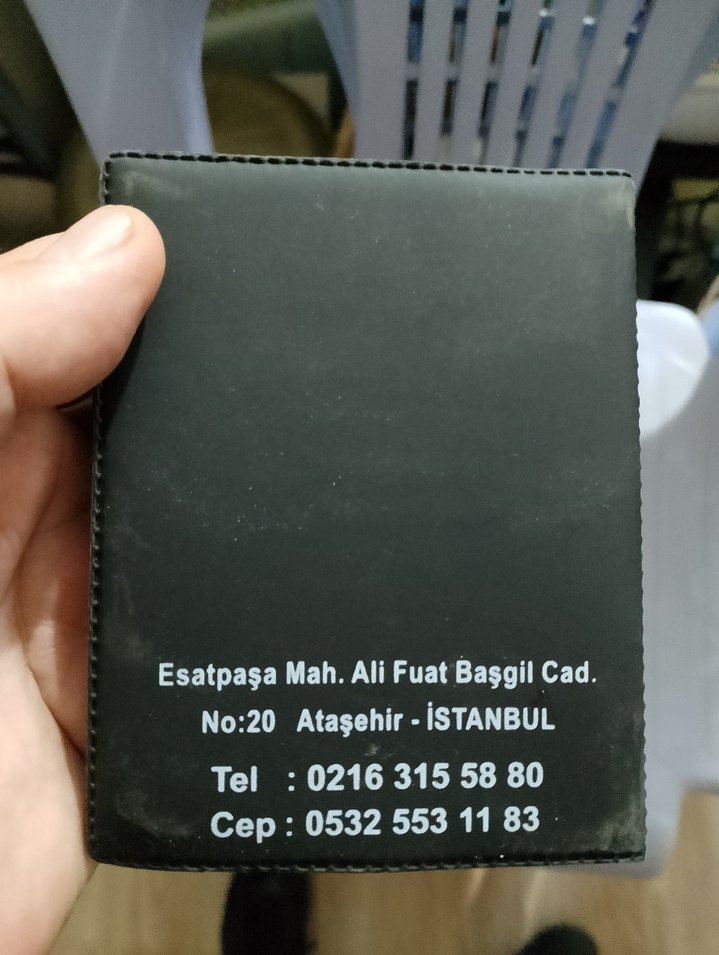 Esatpaşa Mah. Ali Fuat Başgil Cad.
No:20 Ataşehir - İSTANBUL
Tel : 0216 315 58 80
Cep : 0532 553 11 83